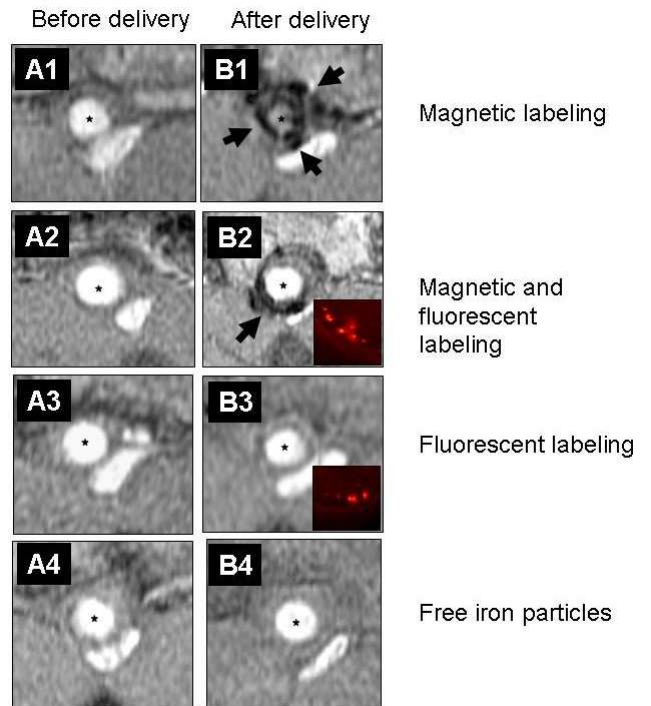 Before delivery After delivery
A1 B1 Magnetic labeling
A2 B2 Magnetic and
fluorescent
labeling
A3 B3 Fluorescent labeling
A4 B4 Free iron particles